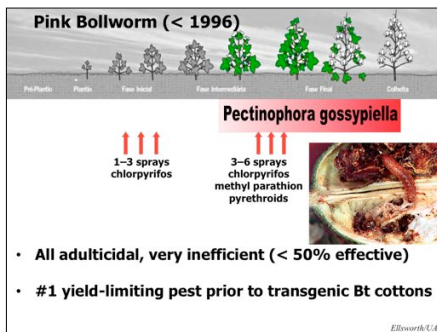 Pink Bollworm (< 1996)
Pré-Plantio
Plantio
Fase Inicial
Fase Intermediária
Fase Final
Colheita
Pectinophora gossypiella
1–3 sprays
chlorpyrifos
3–6 sprays
chlorpyrifos
methyl parathion
pyrethroids
• All adulticidal, very inefficient (< 50% effective)
• #1 yield-limiting pest prior to transgenic Bt cottons
Ellsworth/UA